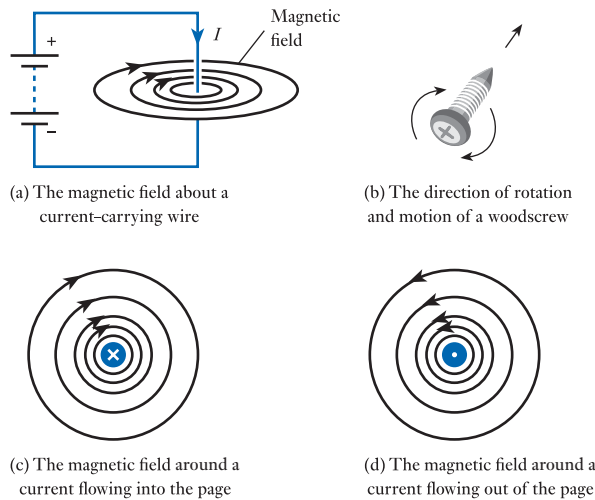 Magnetic
field
I
+
−
(a) The magnetic field about a
current–carrying wire
(b) The direction of rotation
and motion of a woodscrew
(c) The magnetic field around a
current flowing into the page
(d) The magnetic field around a
current flowing out of the page